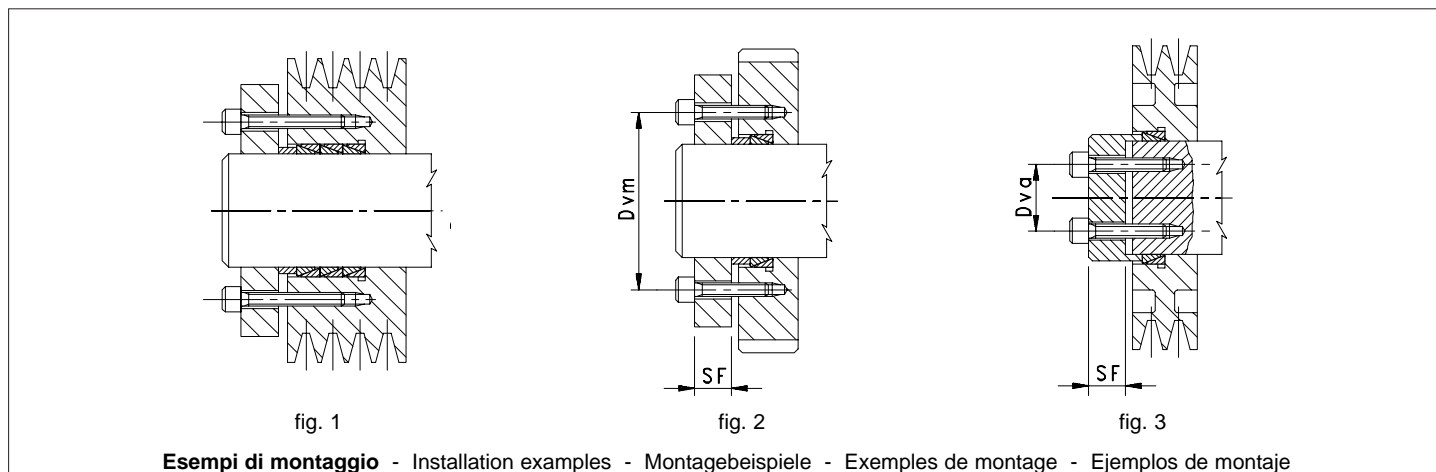 Dvm
SF
Dva
SF
fig. 1
fig. 2
fig. 3
Esempi di montaggio - Installation examples - Montagebeispiele - Exemples de montage - Ejemplos de montaje